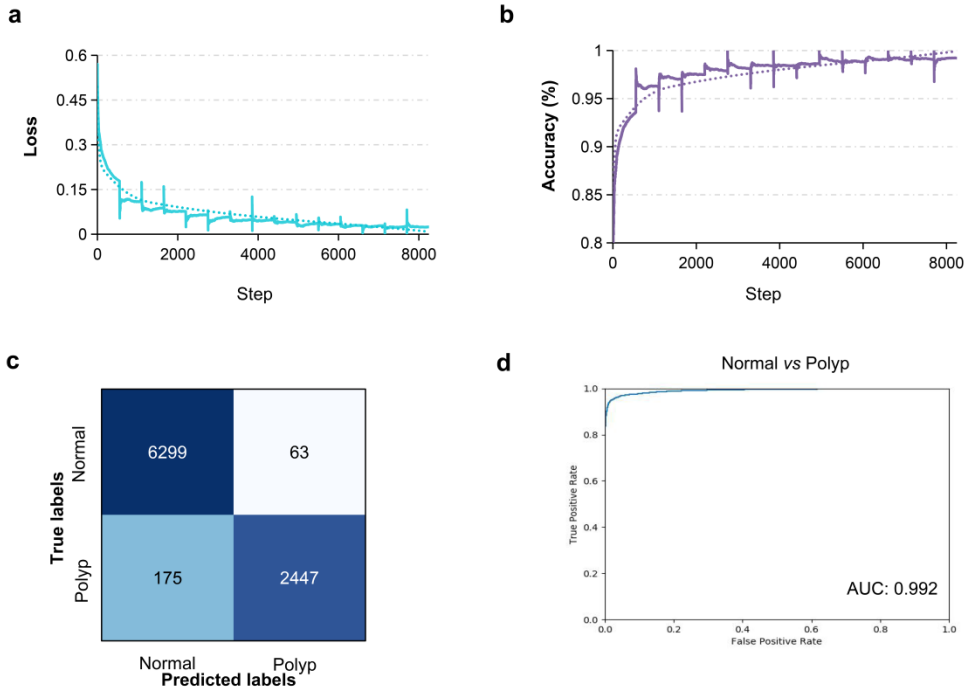 a
0.6
0.45
0.3
0.15
0
Loss
0 2000 4000 6000 8000
Step
b
1
0.95
0.9
0.85
0.8
Accuracy (%)
0 2000 4000 6000 8000
Step
c
True labels
Normal
6299 63
Polyp
175 2447
Normal Polyp
Predicted labels
d
Normal vs Polyp
1.0
0.8
0.6
0.4
0.2
0.0
True Positive Rate
AUC: 0.992
0.0 0.2 0.4 0.6 0.8 1.0
False Positive Rate